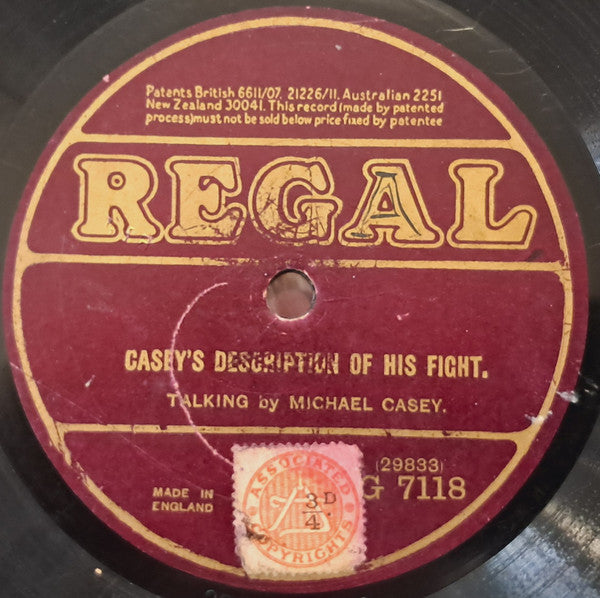 Patents British 6611/07. 21226/11. Australian 2251
New Zealand 30041. This record (made by patented
process) must not be sold below price fixed by patentee
REGAL
CASEY'S DESCRIPTION OF HIS FIGHT.
TALKING by MICHAEL CASEY.
(29833)
G 7118
MADE IN
ENGLAND
ASSOCIATED
3D
4
COPYRIGHTS